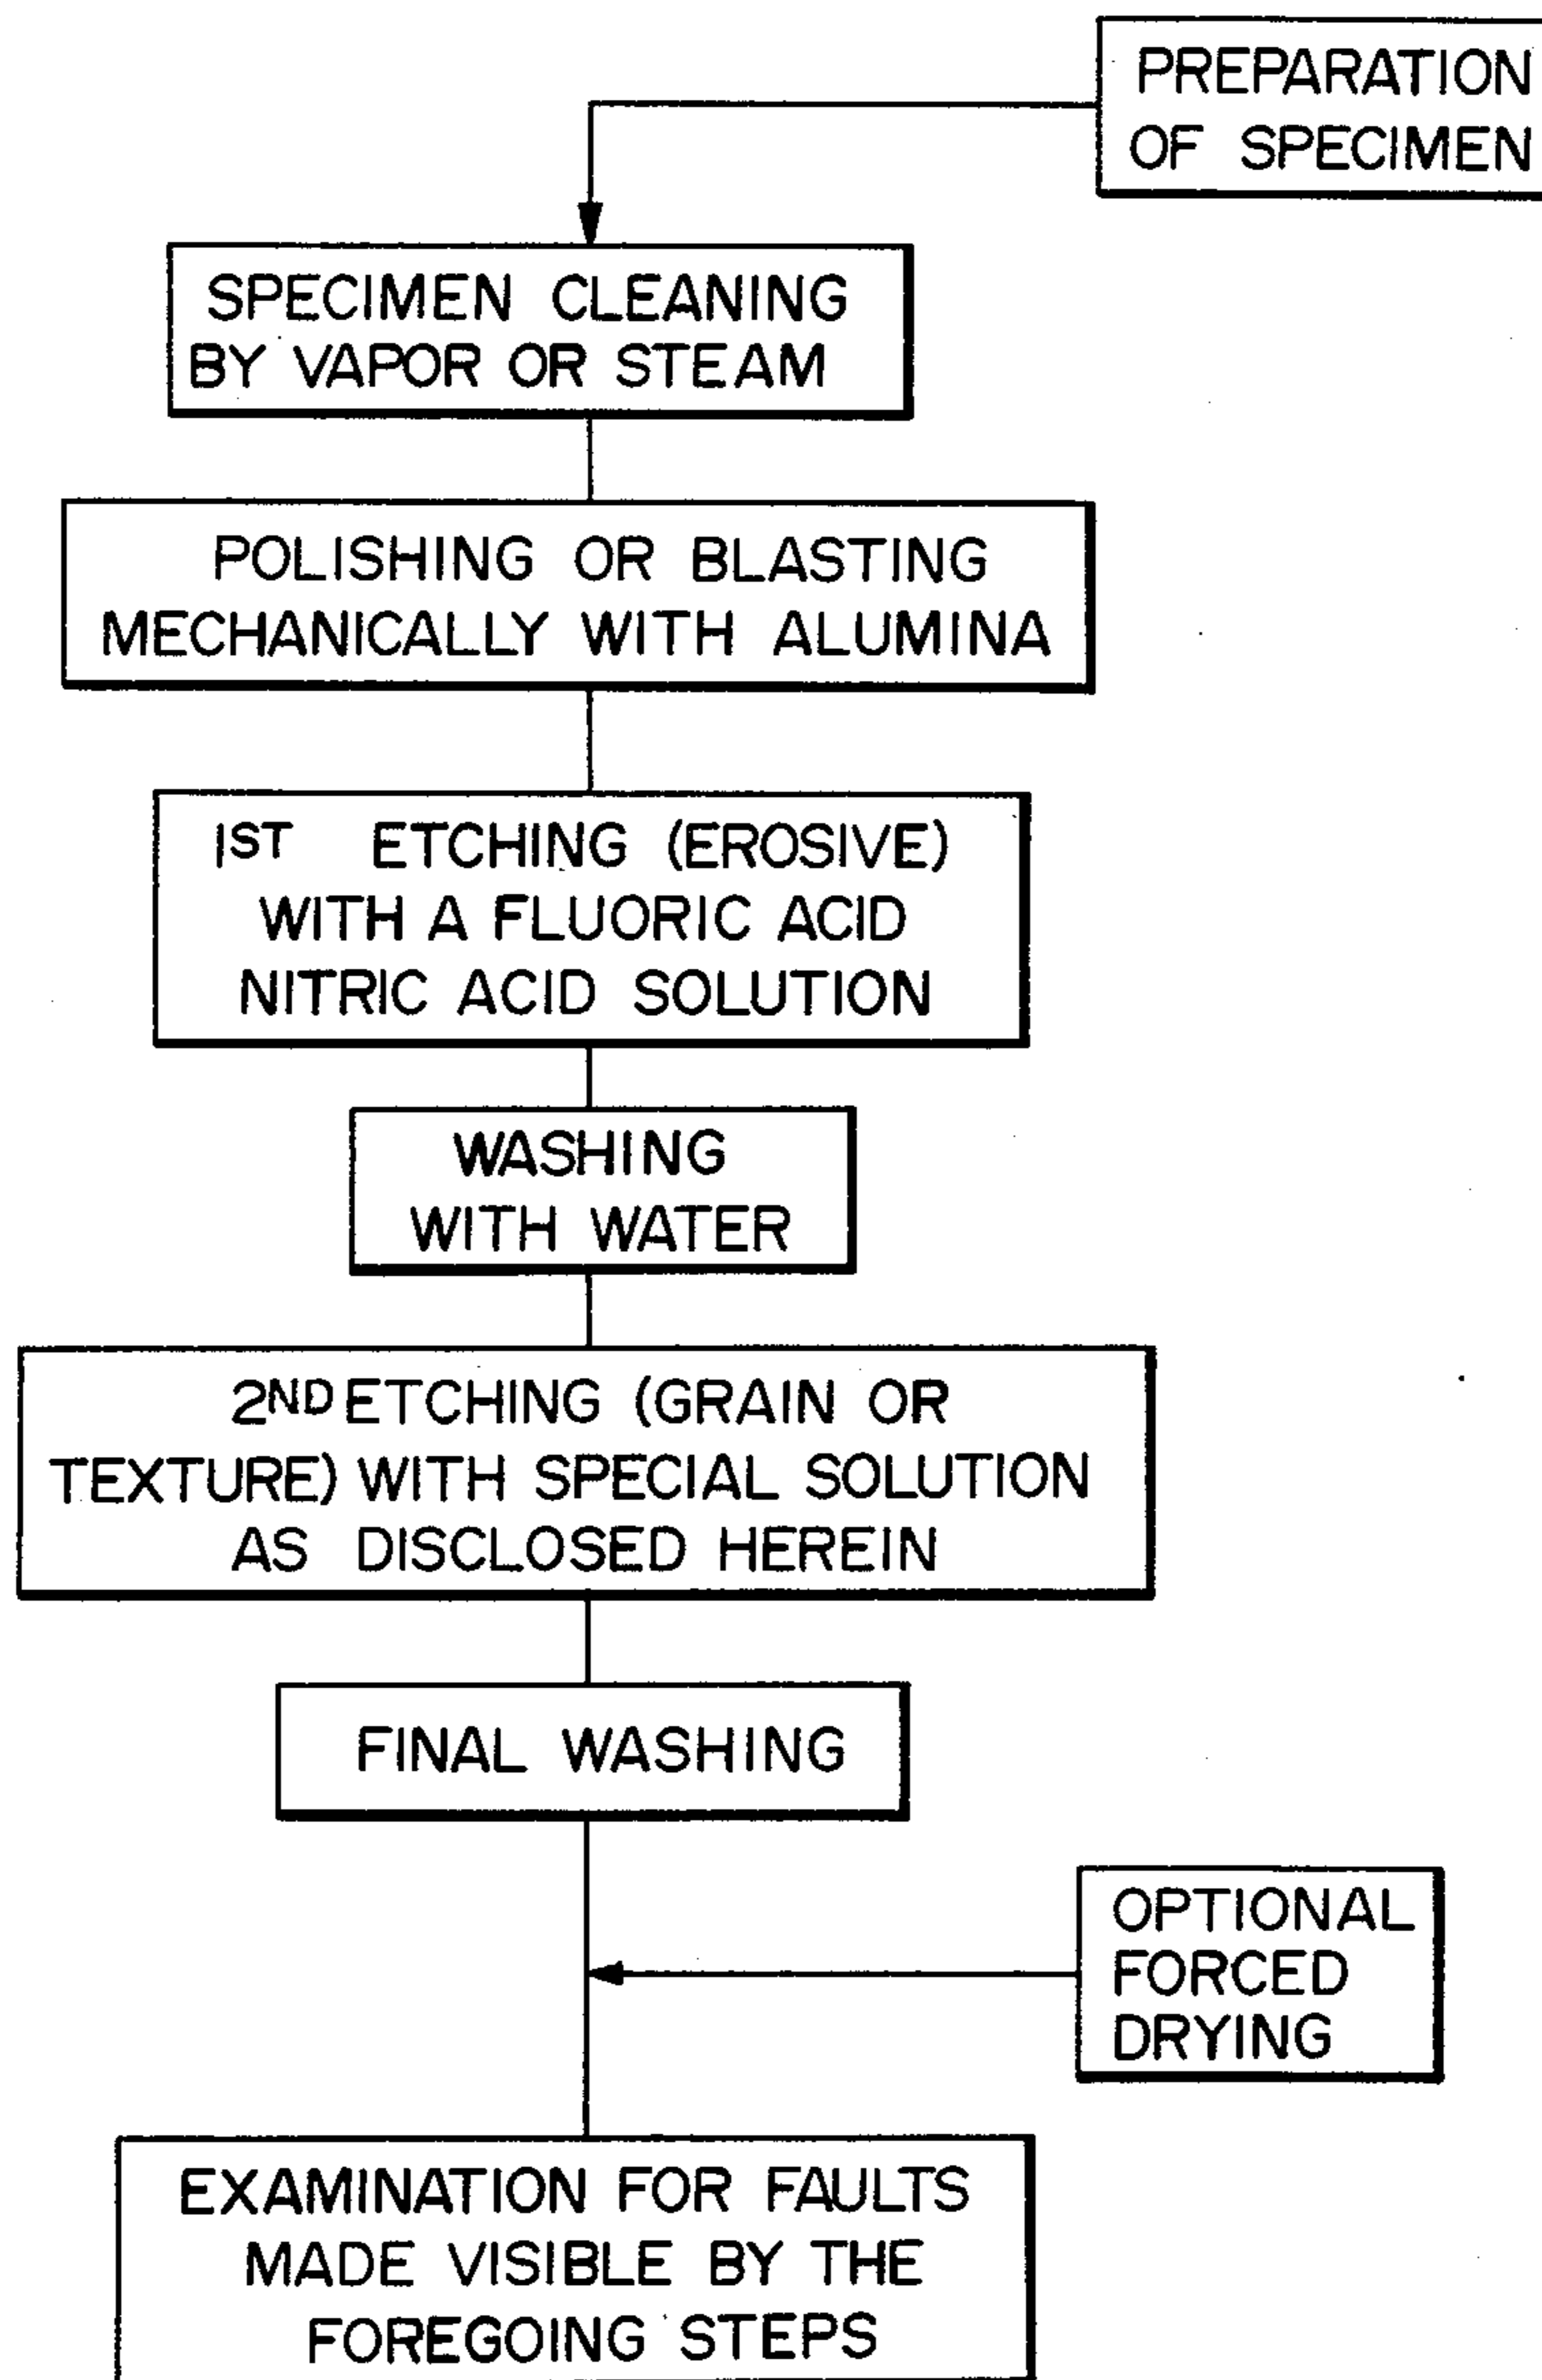 PREPARATION
OF SPECIMEN
SPECIMEN CLEANING
BY VAPOR OR STEAM
POLISHING OR BLASTING
MECHANICALLY WITH ALUMINA
1ST ETCHING (EROSIVE)
WITH A FLUORIC ACID
NITRIC ACID SOLUTION
WASHING
WITH WATER
2ND ETCHING (GRAIN OR
TEXTURE) WITH SPECIAL SOLUTION
AS DISCLOSED HEREIN
FINAL WASHING
OPTIONAL
FORCED
DRYING
EXAMINATION FOR FAULTS
MADE VISIBLE BY THE
FOREGOING STEPS